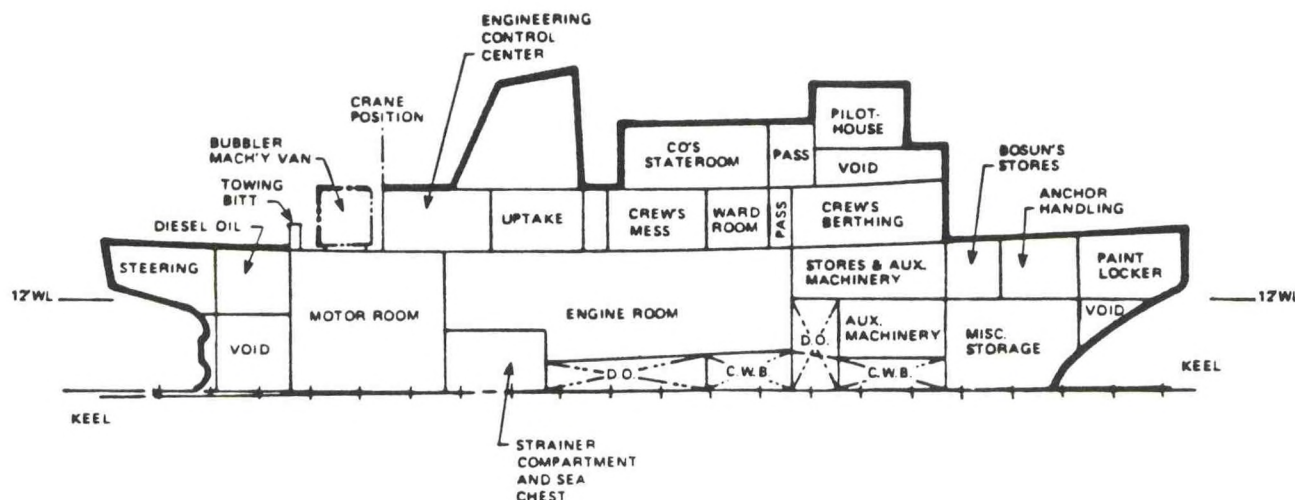 ENGINEERING
CONTROL
CENTER
CRANE
POSITION
BUBBLER
MACH'Y VAN
TOWING
BITT
DIESEL OIL
STEERING
12'WL
VOID
MOTOR ROOM
ENGINE ROOM
UPTAKE
CREW'S
MESS
WARD
ROOM
PASS
CO'S
STATEROOM
PASS
PILOT-
HOUSE
VOID
CREW'S
BERTHING
BOSUN'S
STORES
ANCHOR
HANDLING
STORES & AUX.
MACHINERY
PAINT
LOCKER
12'WL
VOID
D.O.
AUX.
MACHINERY
MISC.
STORAGE
D.O.
C.W.B.
C.W.B.
KEEL
KEEL
STRAINER
COMPARTMENT
AND SEA
CHEST